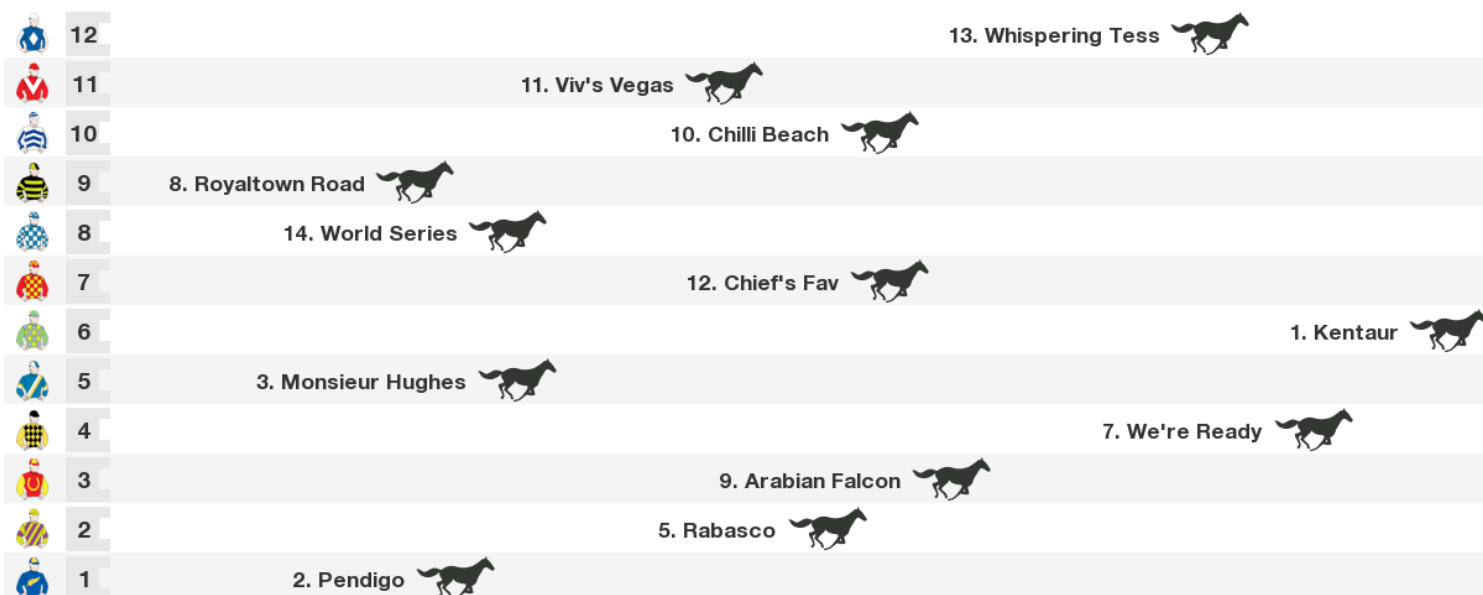 12 13. Whispering Tess
11 11. Viv's Vegas
10 10. Chilli Beach
9 8. Royaltown Road
8 14. World Series
7 12. Chief's Fav
6 1. Kentaur
5 3. Monsieur Hughes
4 7. We're Ready
3 9. Arabian Falcon
2 5. Rabasco
1 2. Pendigo